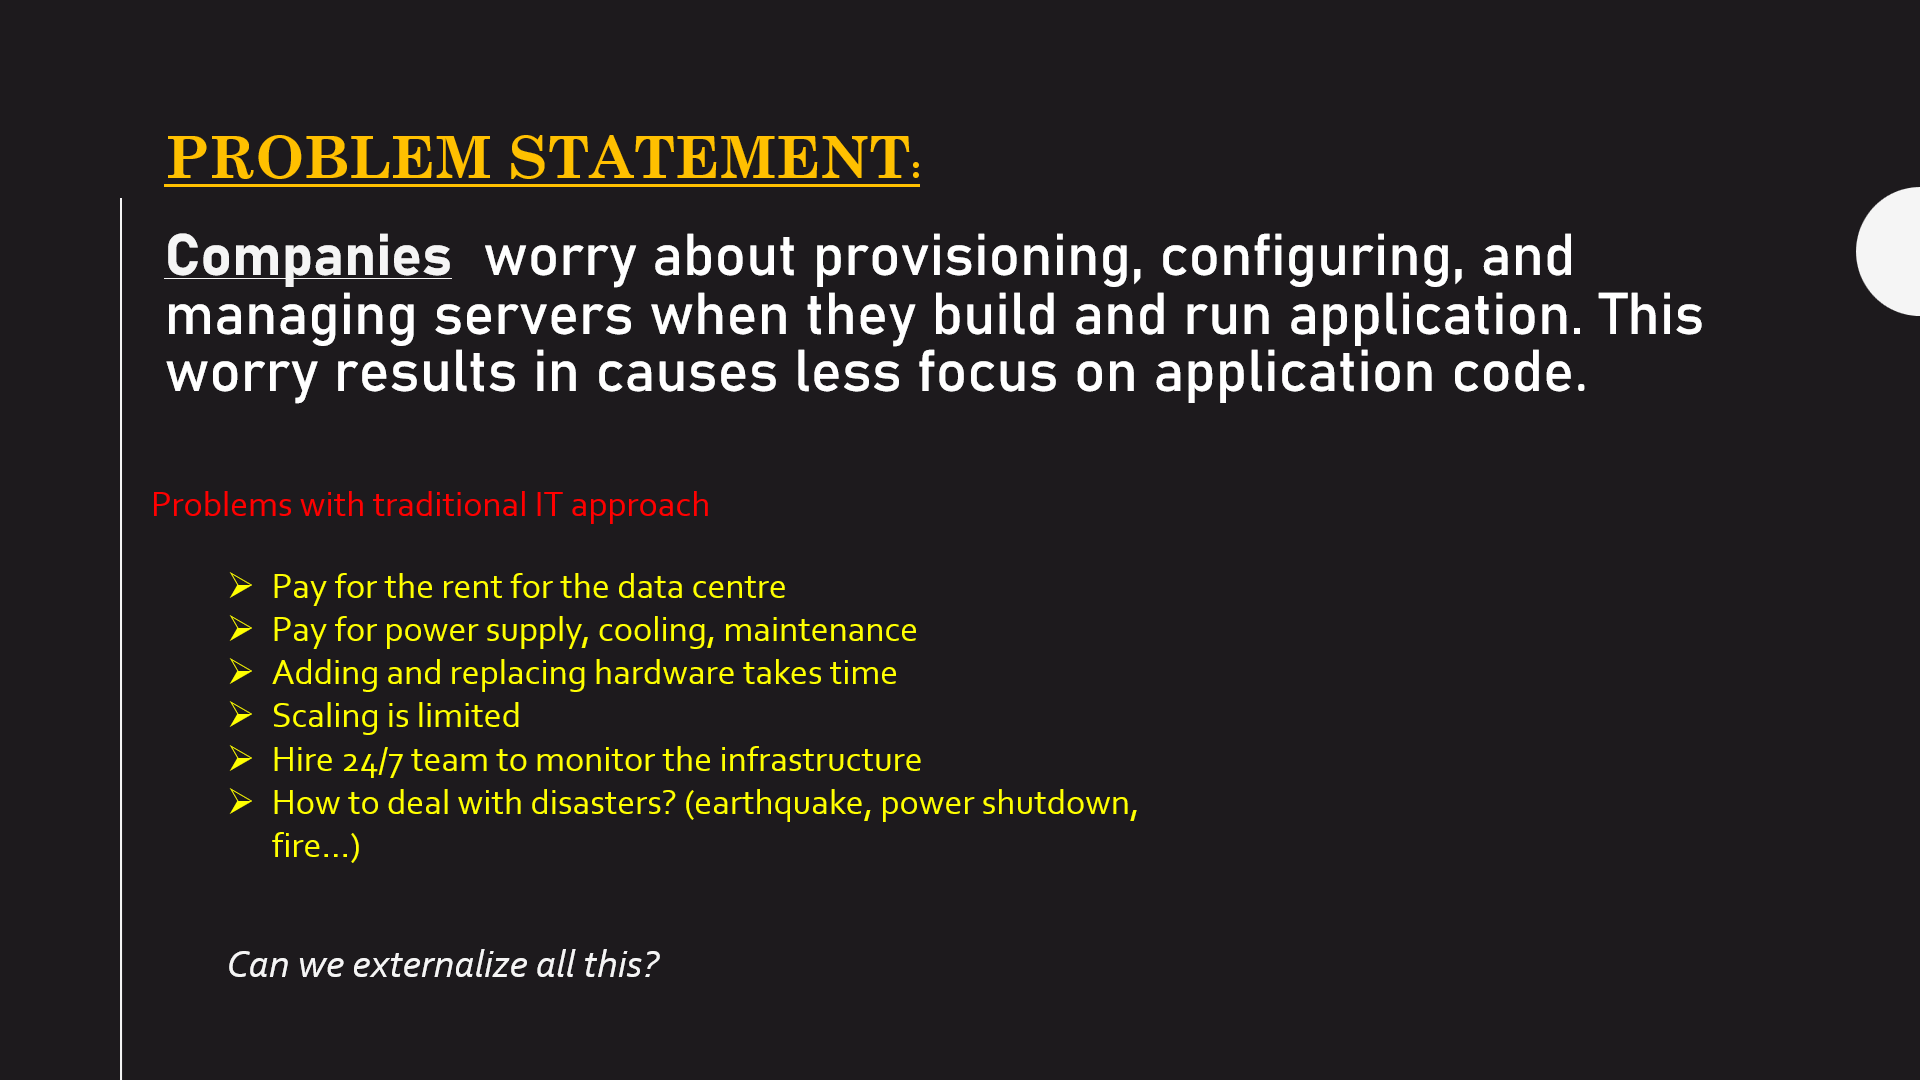 PROBLEM STATEMENT:
Companies  worry about provisioning, configuring, and
managing servers when they build and run application. This
worry results in causes less focus on application code.
Problems with traditional IT approach
➢ Pay for the rent for the data centre
➢ Pay for power supply, cooling, maintenance
➢ Adding and replacing hardware takes time
➢ Scaling is limited
➢ Hire 24/7 team to monitor the infrastructure
➢ How to deal with disasters? (earthquake, power shutdown,
fire…)
Can we externalize all this?